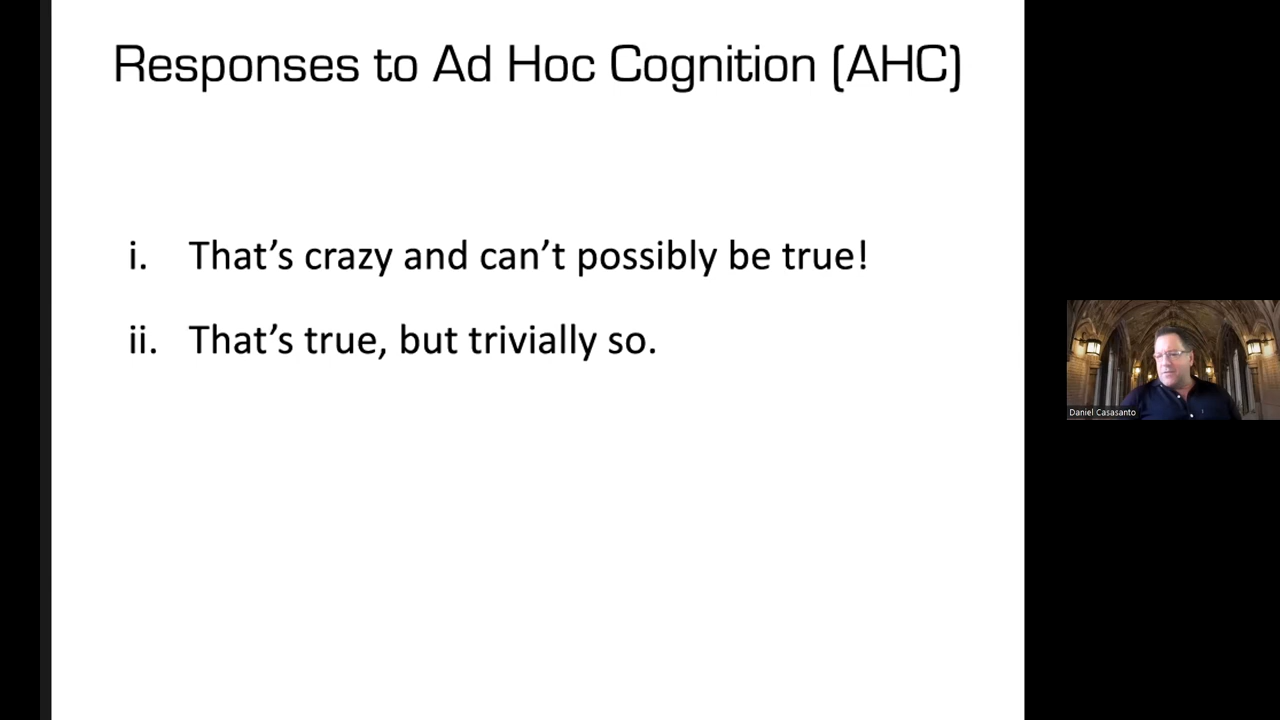 Responses to Ad Hoc Cognition (AHC)
i. That’s crazy and can’t possibly be true!
ii. That’s true, but trivially so.
Daniel Casasanto